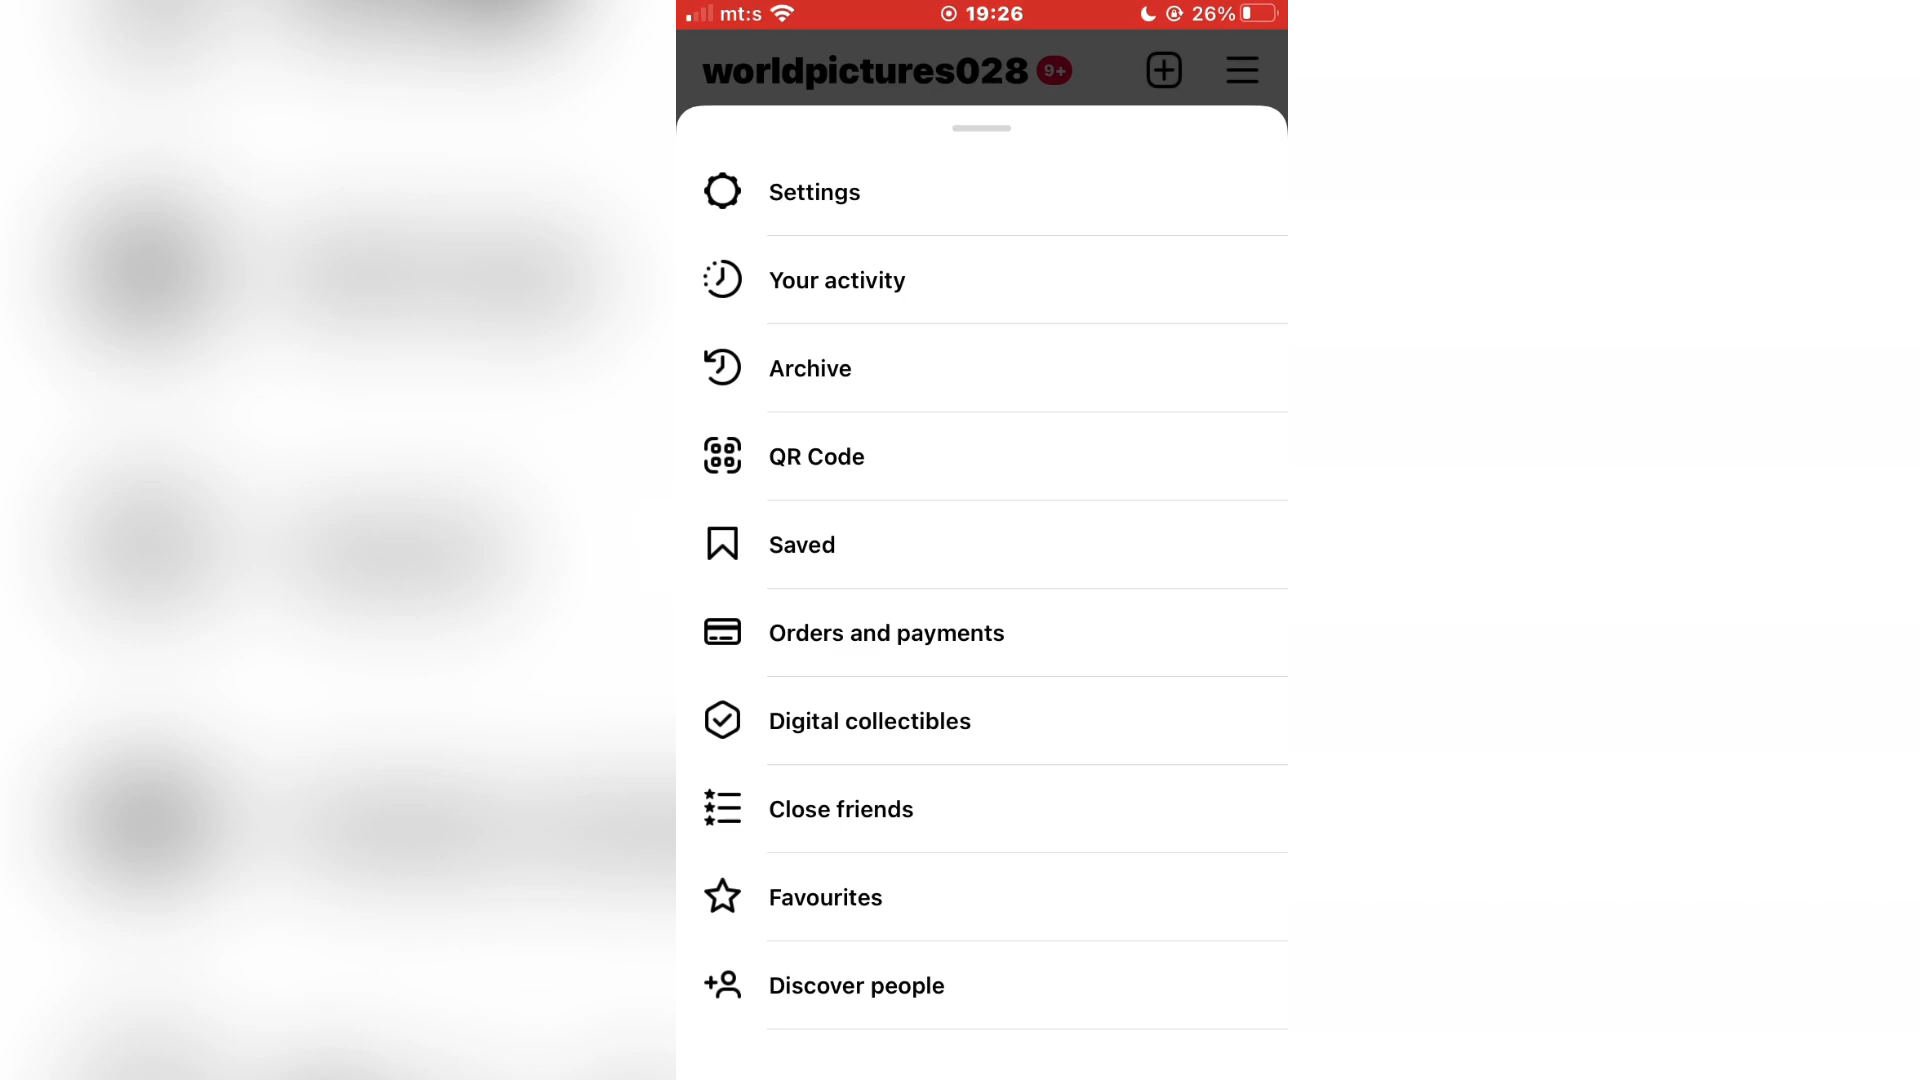 mt:s 19:26 26%
worldpictures028 9+
Settings
Your activity
Archive
QR Code
Saved
Orders and payments
Digital collectibles
Close friends
Favourites
Discover people